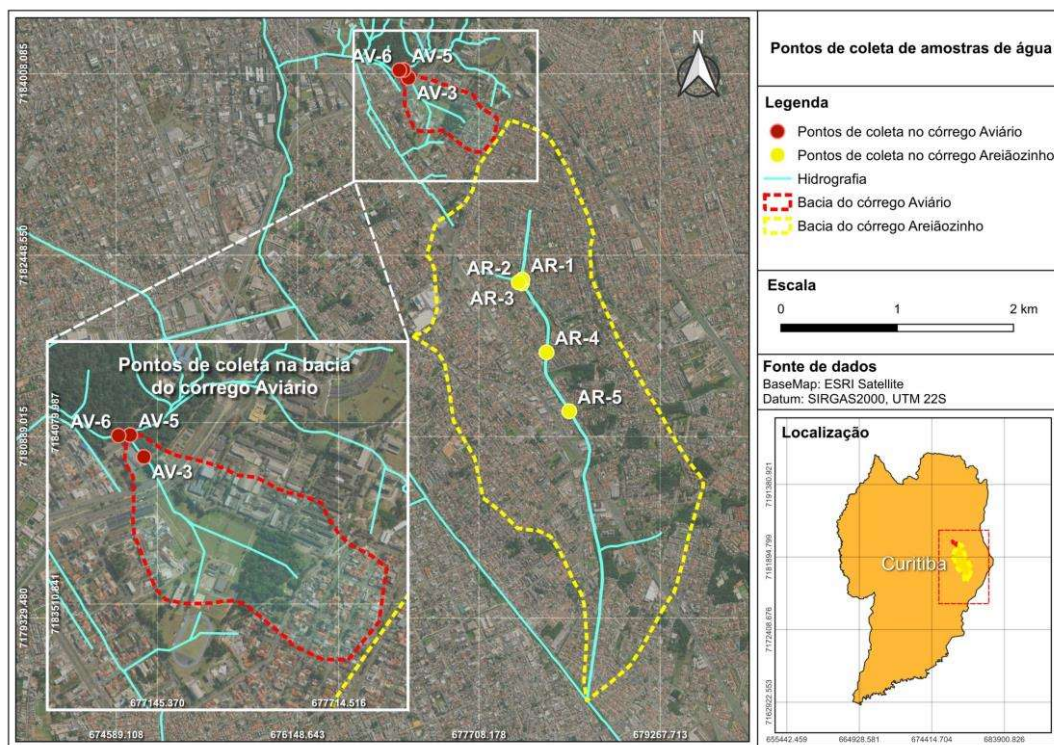 Pontos de coleta de amostras de água
Legenda
Pontos de coleta no córrego Aviário
Pontos de coleta no córrego Areiãozinho
Hidrografia
Bacia do córrego Aviário
Bacia do córrego Areiãozinho
Escala
0 1 2 km
Fonte de dados
BaseMap: ESRI Satellite
Datum: SIRGAS2000, UTM 22S
Localização
Curitiba
7191380.921
7181894.799
7172408.676
7162922.553
655442.459 664928.581 674414.704 683900.826
N
AV-6 AV-5
AV-3
AR-2 AR-1
AR-3
AR-4
AR-5
7184008.085
7182448.550
7180889.015
7179329.480
674589.108 676148.643 677708.178 679267.713
Pontos de coleta na bacia
do córrego Aviário
AV-6 AV-5
AV-3
7184079.987
7183510.841
677145.370 677714.516